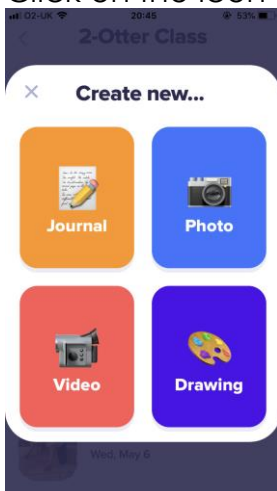 Click on the icon
O2-UK 20:45 53%
2-Otter Class
× Create new...
Journal Photo
Video Drawing
Wed, May 6